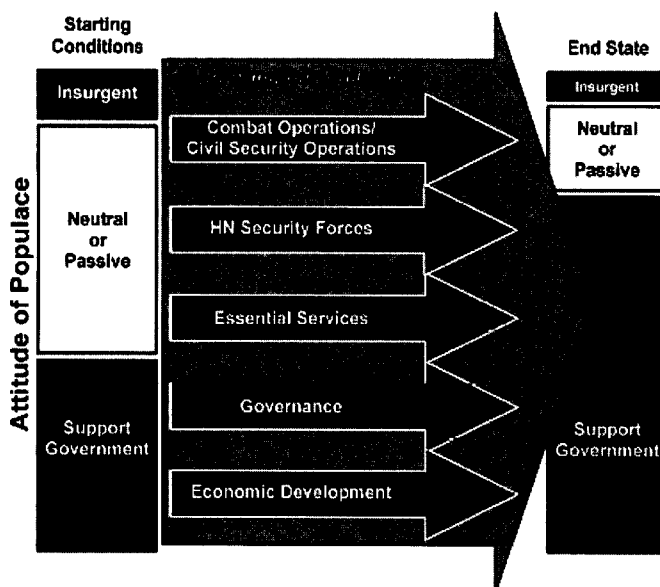 Starting
Conditions
End State
Attitude of Populace
Insurgent
Neutral
or
Passive
Support
Government
Combat Operations/
Civil Security Operations
HN Security Forces
Essential Services
Governance
Economic Development
Insurgent
Neutral
or
Passive
Support
Government